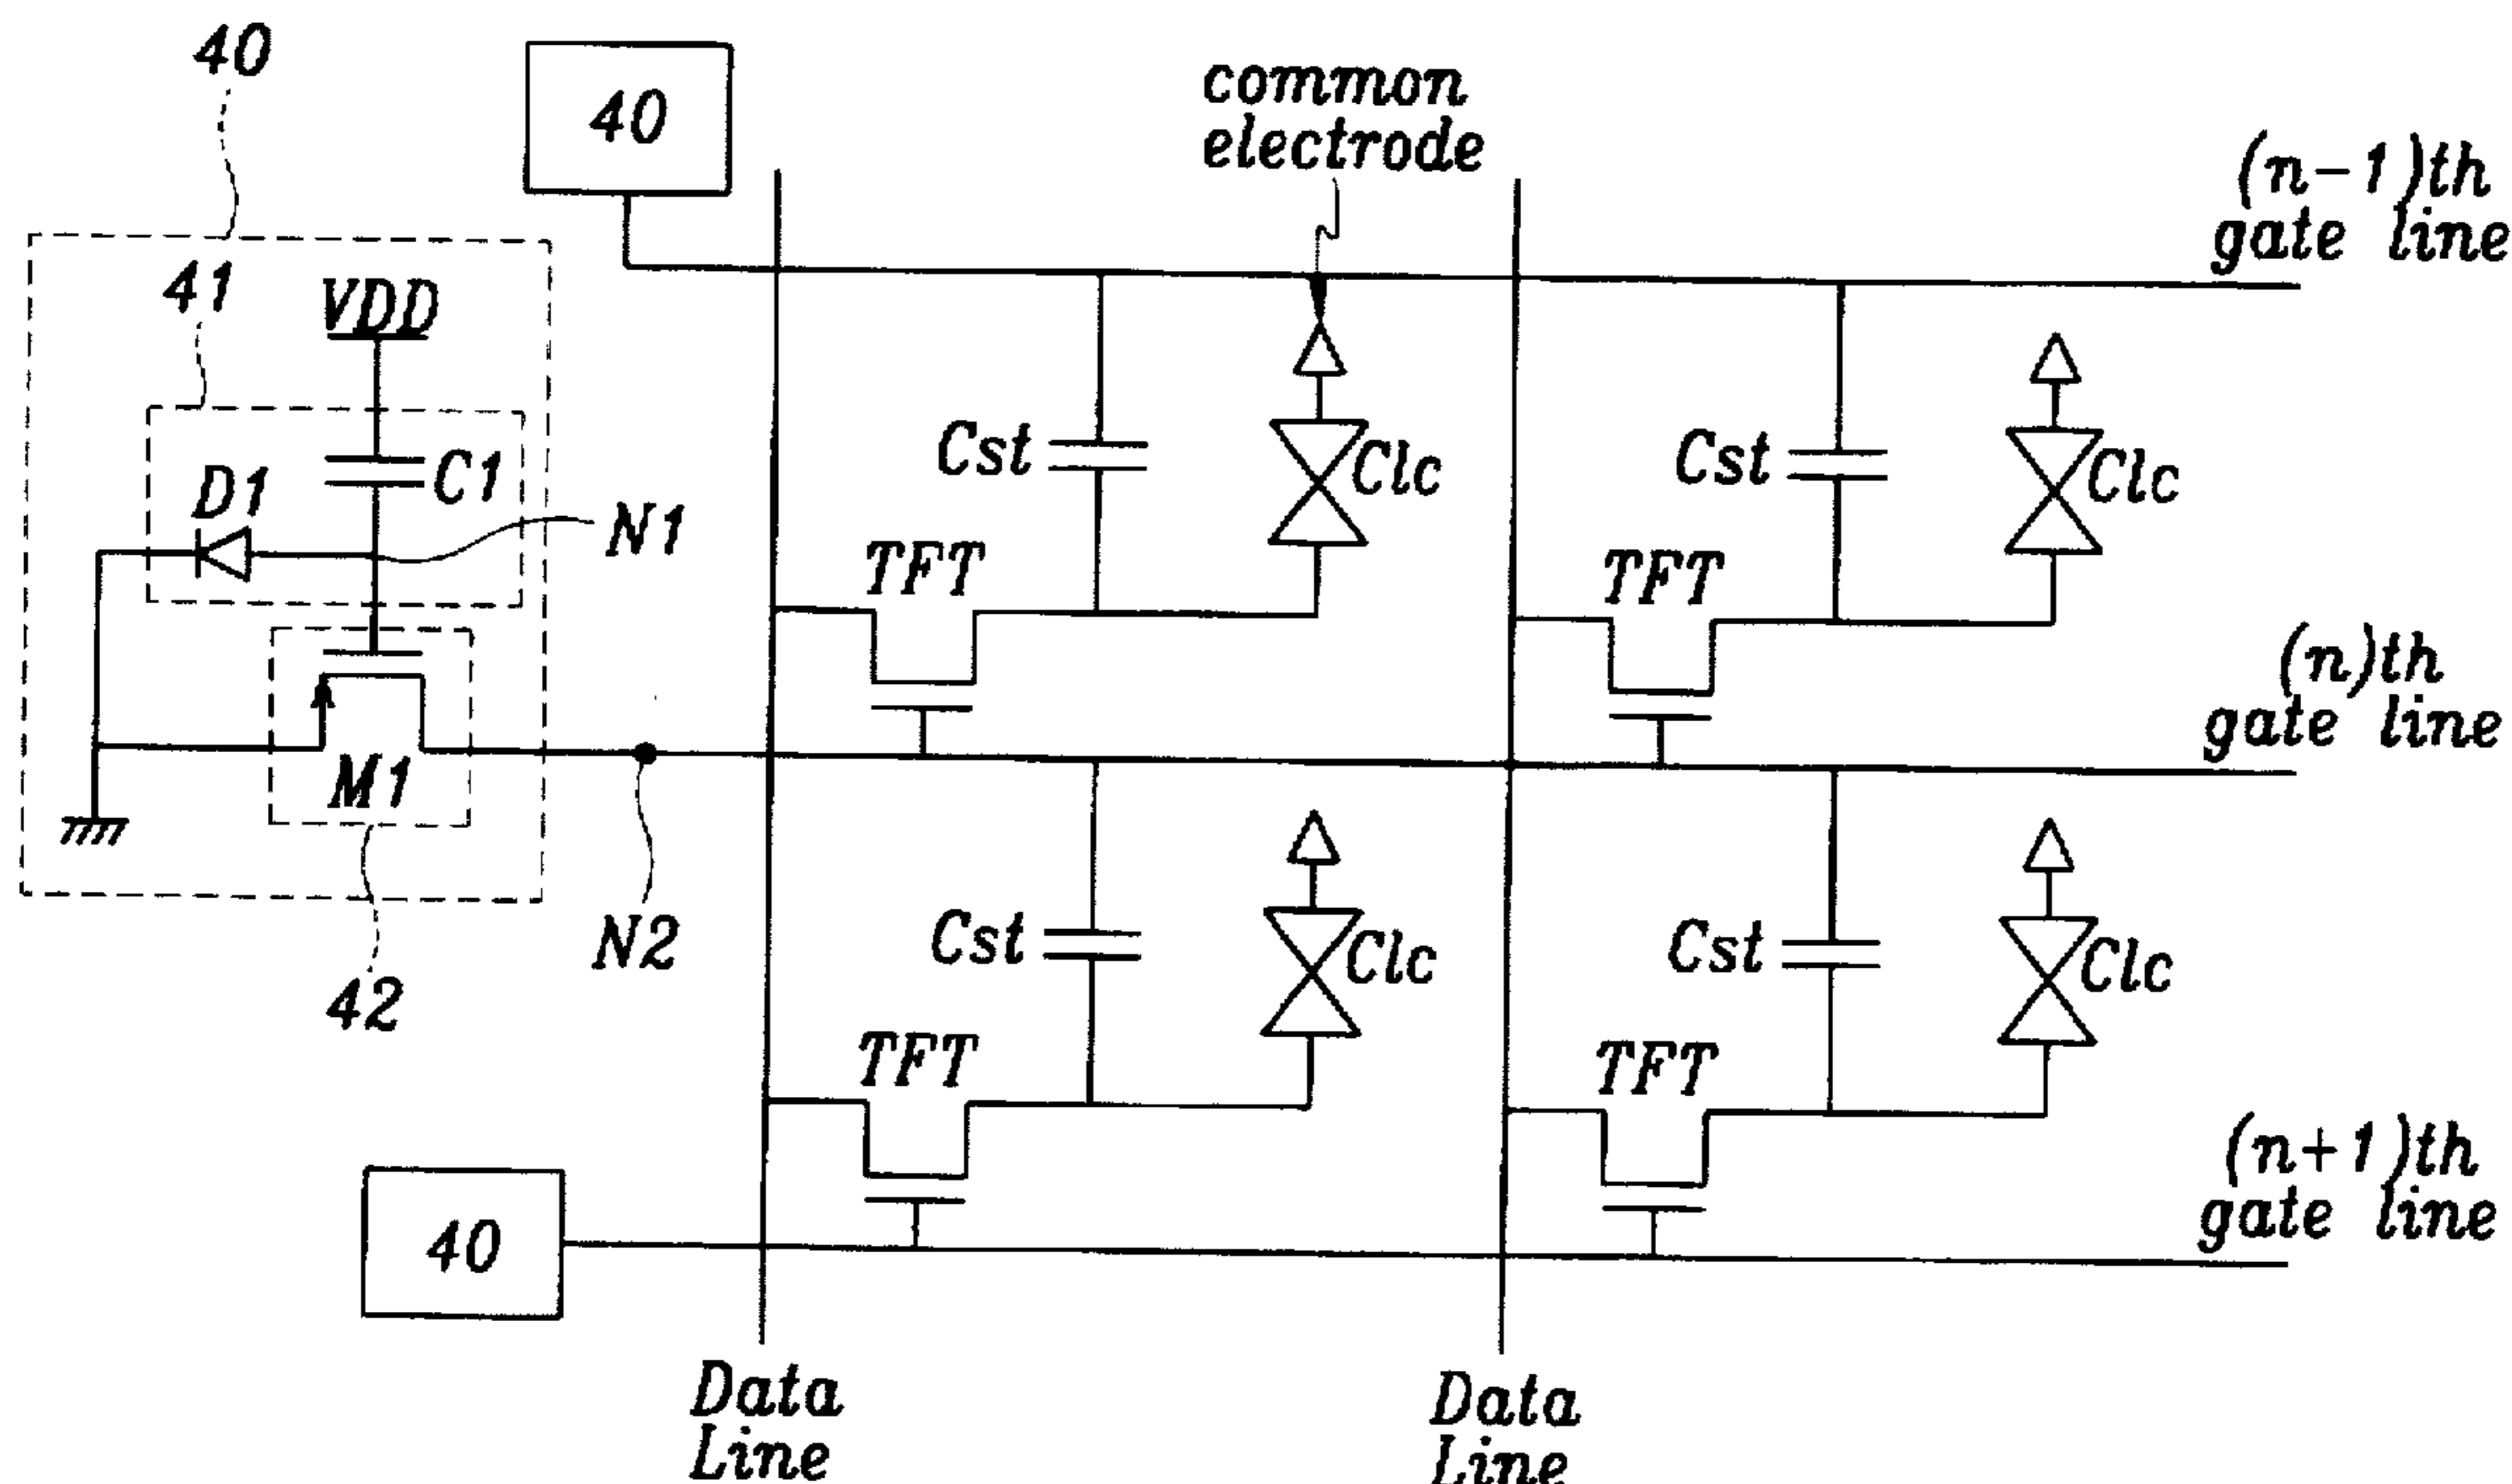 40
40
common
electrode
(n-1)th
gate line
41
VDD
C1
D1
N1
Cst
Clc
Cst
Clc
TFT
TFT
(n)th
gate line
M1
N2
42
Cst
Clc
Cst
Clc
TFT
TFT
(n+1)th
gate line
40
Data
Line
Data
Line